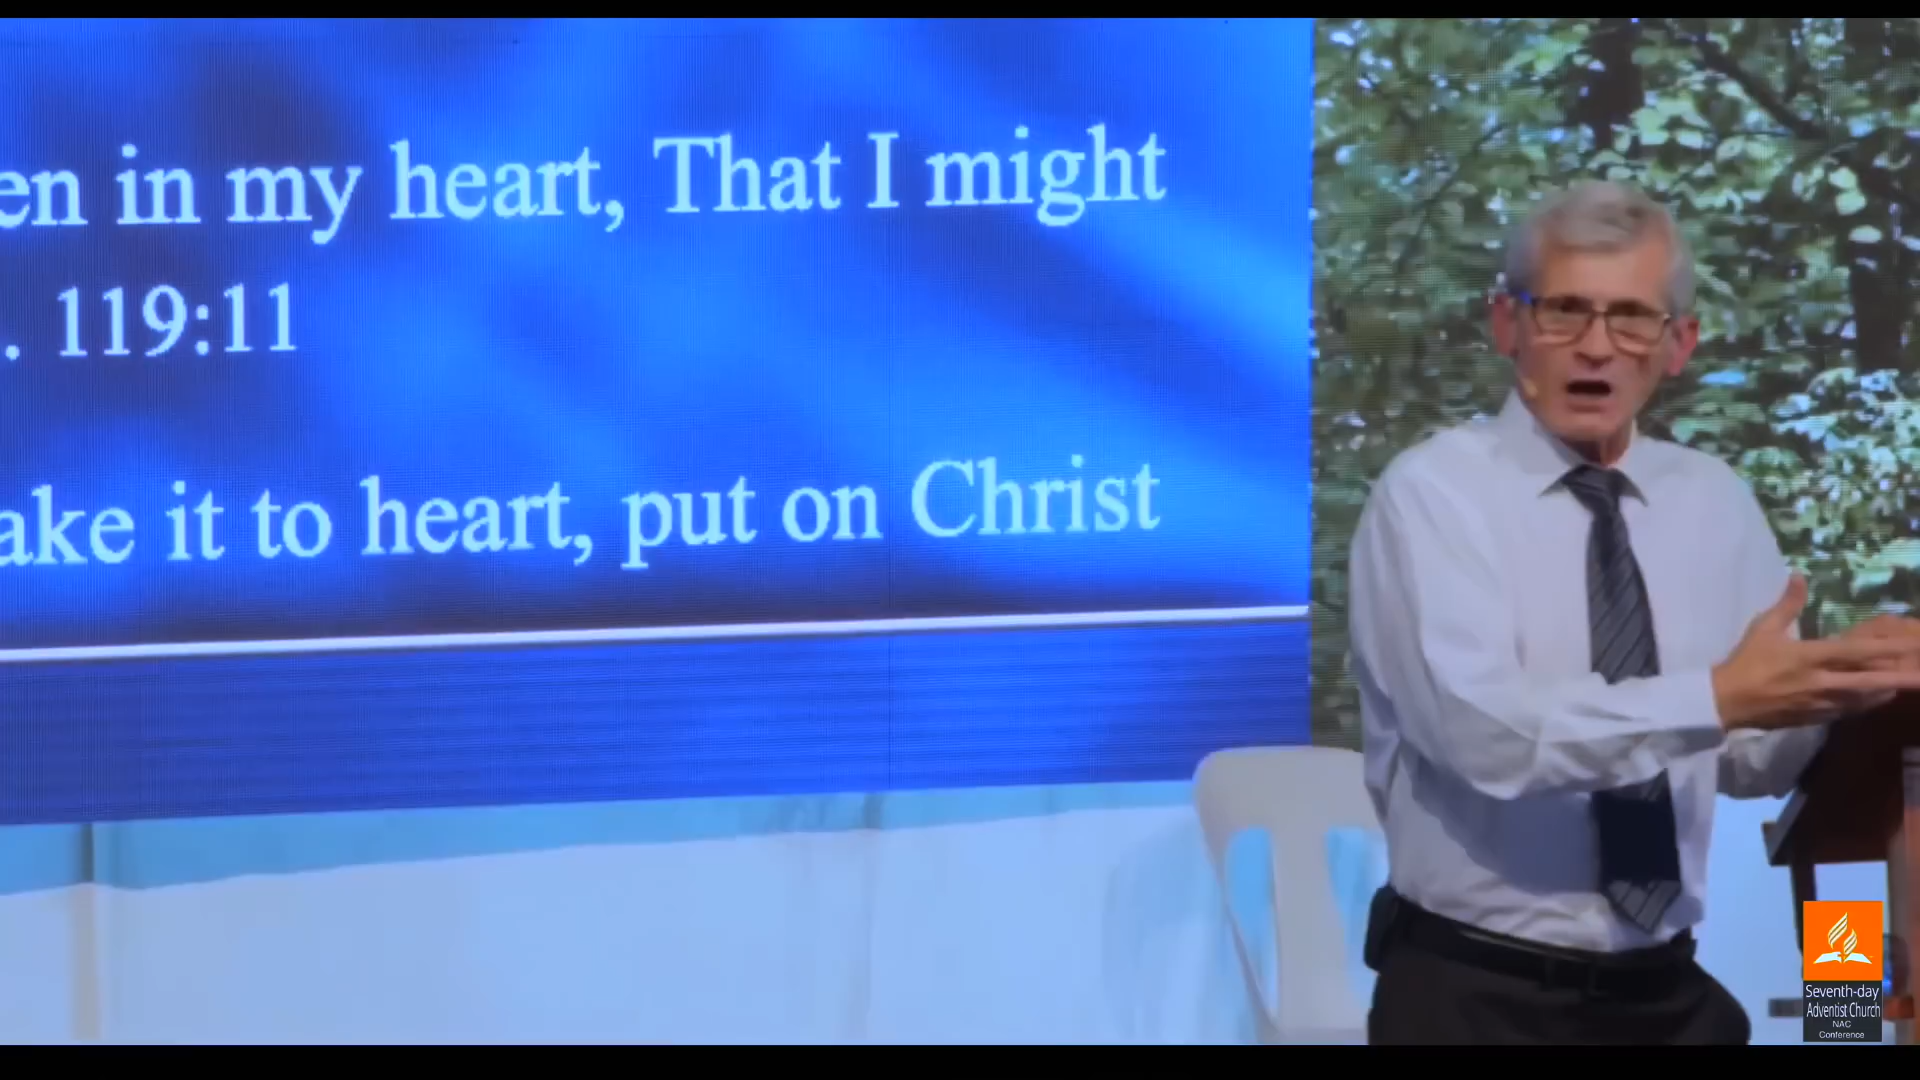 en in my heart, That I might
. 119:11
ake it to heart, put on Christ
Seventh-day
Adventist Church
NAC
Conference